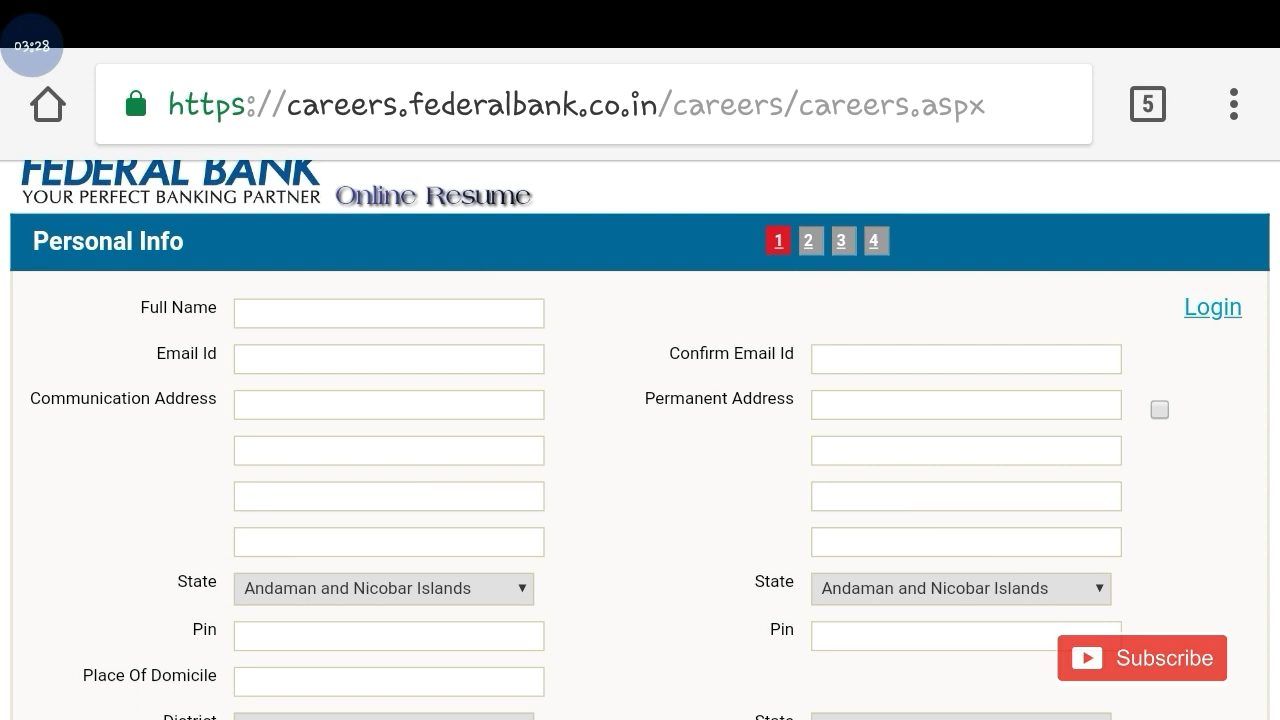 03:28
https://careers.federalbank.co.in/careers/careers.aspx
5
FEDERAL BANK
YOUR PERFECT BANKING PARTNER Online Resume
Personal Info 1 2 3 4
Full Name Login
Email Id Confirm Email Id
Communication Address Permanent Address
State Andaman and Nicobar Islands State Andaman and Nicobar Islands
Pin Pin
Subscribe
Place Of Domicile
District State